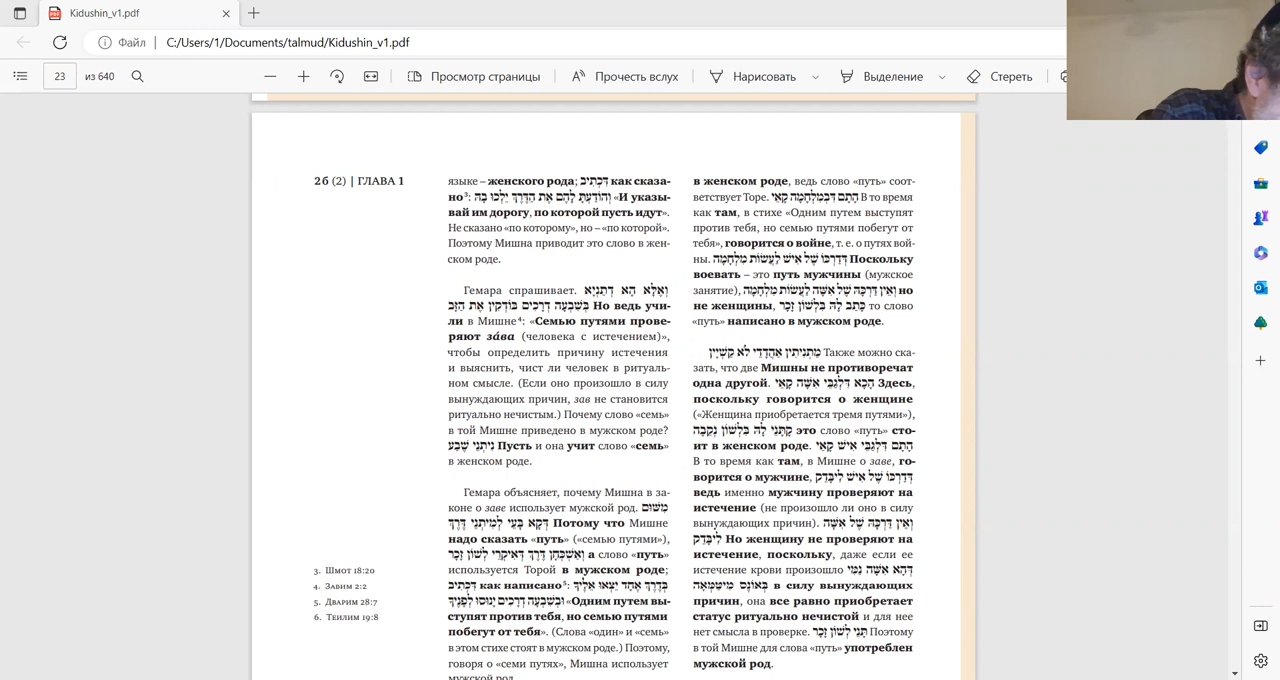 Kidushin_v1.pdf
Файл
C:/Users/1/Documents/talmud/Kidushin_v1.pdf
23 из 640
Просмотр страницы
Прочесть вслух
Нарисовать
Выделение
Стереть
2б (2) | ГЛАВА 1
языке – женского рода; דִּכְתִיב как сказа-
но³: וְהוֹדַעְתָּ לָהֶם אֶת הַדֶּרֶךְ יֵלְכוּ בָהּ «И указы-
вай им дорогу, по которой пусть идут».
Не сказано «по которому», но – «по которой».
Поэтому Мишна приводит это слово в жен-
ском роде.
Гемара спрашивает. וְאֶלָּא הָא דִתְנַיָּא
בְּשִׁבְעָה דְרָכִים בּוֹדְקִין אֶת הַזָּב Но ведь учи-
ли в Мишне⁴: «Семью путями прове-
ряют зáва (человека с истечением)»,
чтобы определить причину истечения
и выяснить, чист ли человек в ритуаль-
ном смысле. (Если оно произошло в силу
вынуждающих причин, зав не становится
ритуально нечистым.) Почему слово «семь»
в той Мишне приведено в мужском роде?
נִיתְנֵי שֶׁבַע Пусть и она учит слово «семь»
в женском роде.
Гемара объясняет, почему Мишна в за-
коне о заве использует мужской род. מִשּׁוּם
דְּקָא בָּעֵי לְמִיתְנֵי דֶּרֶךְ Потому что Мишне
надо сказать «путь» («семью путями»),
וְאַשְׁכְּחַן דֶּרֶךְ דְּאִיקְּרִי לְשׁוֹן זָכָר а слово «путь»
используется Торой в мужском роде;
דִּכְתִיב как написано⁵: בְּדֶרֶךְ אֶחָד יֵצְאוּ אֵלֶיךָ
וּבְשִׁבְעָה דְרָכִים יָנוּסוּ לְפָנֶיךָ «Одним путем вы-
ступят против тебя, но семью путями
побегут от тебя». (Слова «один» и «семь»
в этом стихе стоят в мужском роде.) Поэтому,
говоря о «семи путях», Мишна использует
мужской род.
в женском роде, ведь слово «путь» соот-
ветствует Торе. הָתָם דִּבְמִלְחָמָה קָאֵי В то время
как там, в стихе «Одним путем выступят
против тебя, но семью путями побегут от
тебя», говорится о войне, т. е. о путях вой-
ны. דְּדַרְכּוֹ שֶׁל אִישׁ לַעֲשׂוֹת מִלְחָמָה Поскольку
воевать – это путь мужчины (мужское
занятие), וְאֵין דַּרְכָּהּ שֶׁל אִשָּׁה לַעֲשׂוֹת מִלְחָמָה но
не женщины, כָּתַב לָהּ בִּלְשׁוֹן זָכָר то слово
«путь» написано в мужском роде.
מַתְנִיתִין אַהֲדָדֵי לָא קַשְׁיָין Также можно ска-
зать, что две Мишны не противоречат
одна другой. הָכָא דִּלְגַבֵּי אִשָּׁה קָאֵי Здесь,
поскольку говорится о женщине
(«Женщина приобретается тремя путями»),
קָתָנֵי לָהּ בִּלְשׁוֹן נְקֵבָה это слово «путь» сто-
ит в женском роде. הָתָם דִּלְגַבֵּי אִישׁ קָאֵי
В то время как там, в Мишне о заве, го-
ворится о мужчине, דְּדַרְכּוֹ שֶׁל אִישׁ לִיבָּדֵק
ведь именно мужчину проверяют на
истечение (не произошло ли оно в силу
вынуждающих причин). וְאֵין דַּרְכָּהּ שֶׁל אִשָּׁה
לִיבָּדֵק Но женщину не проверяют на
истечение, поскольку, даже если ее
истечение крови произошло דְּהָא אִשָּׁה נָמֵי
בְּאוֹנֶס מִיטַּמְּאָה в силу вынуждающих
причин, она все равно приобретает
статус ритуально нечистой и для нее
нет смысла в проверке. תָּנֵי לְשׁוֹן זָכָר Поэтому
в той Мишне для слова «путь» употреблен
мужской род.
3. Шмот 18:20
4. Завим 2:2
5. Дварим 28:7
6. Теилим 19:8